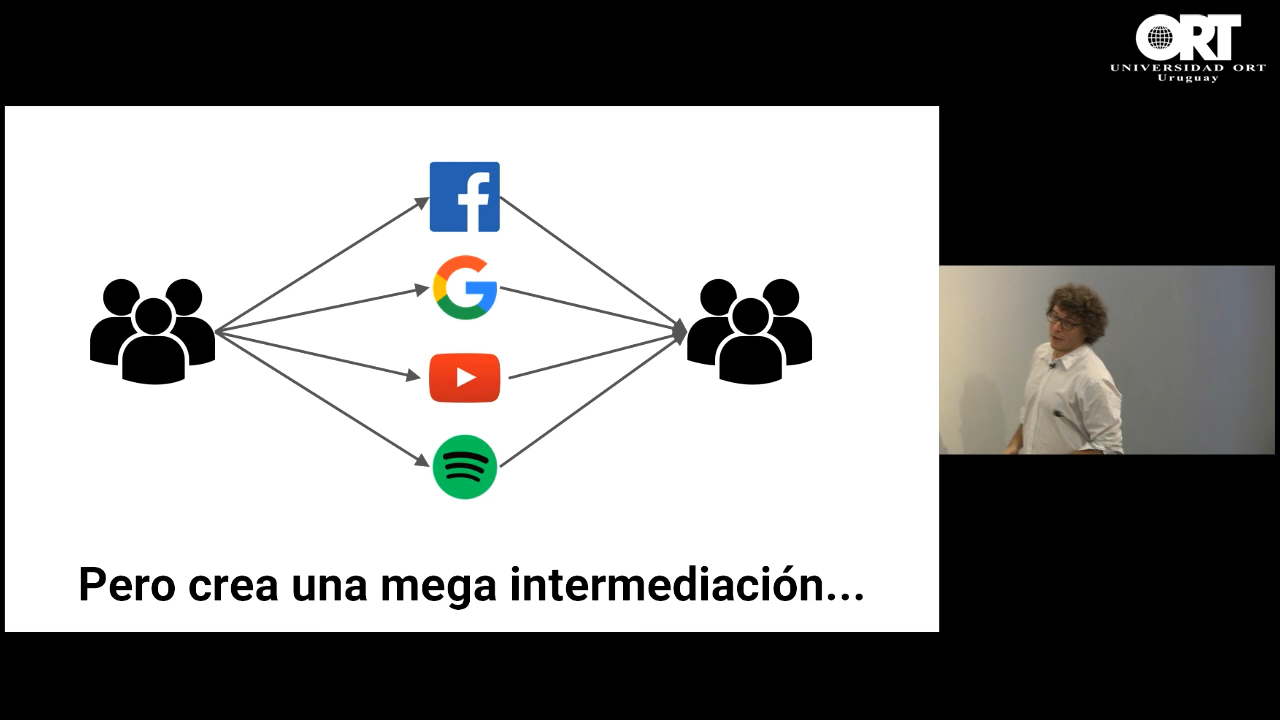 ORT
UNIVERSIDAD ORT
Uruguay
Pero crea una mega intermediación...